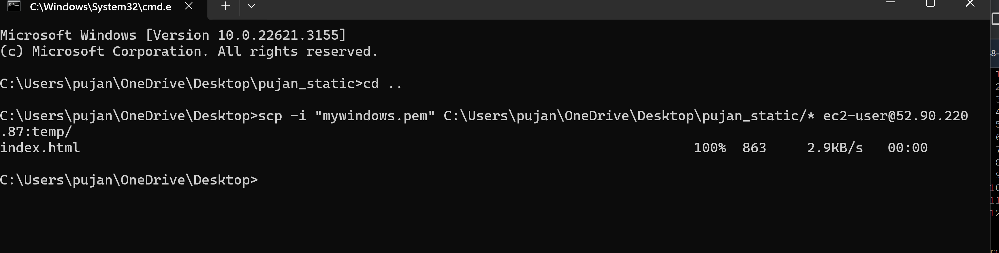 C:\Windows\System32\cmd.e
Microsoft Windows [Version 10.0.22621.3155]
(c) Microsoft Corporation. All rights reserved.
C:\Users\pujan\OneDrive\Desktop\pujan_static>cd ..
C:\Users\pujan\OneDrive\Desktop>scp -i "mywindows.pem" C:\Users\pujan\OneDrive\Desktop\pujan_static/* ec2-user@52.90.220
.87:temp/
index.html 100% 863 2.9KB/s 00:00
C:\Users\pujan\OneDrive\Desktop>
8-
1
2
3
4
5
6
7
8
9
10
11
12